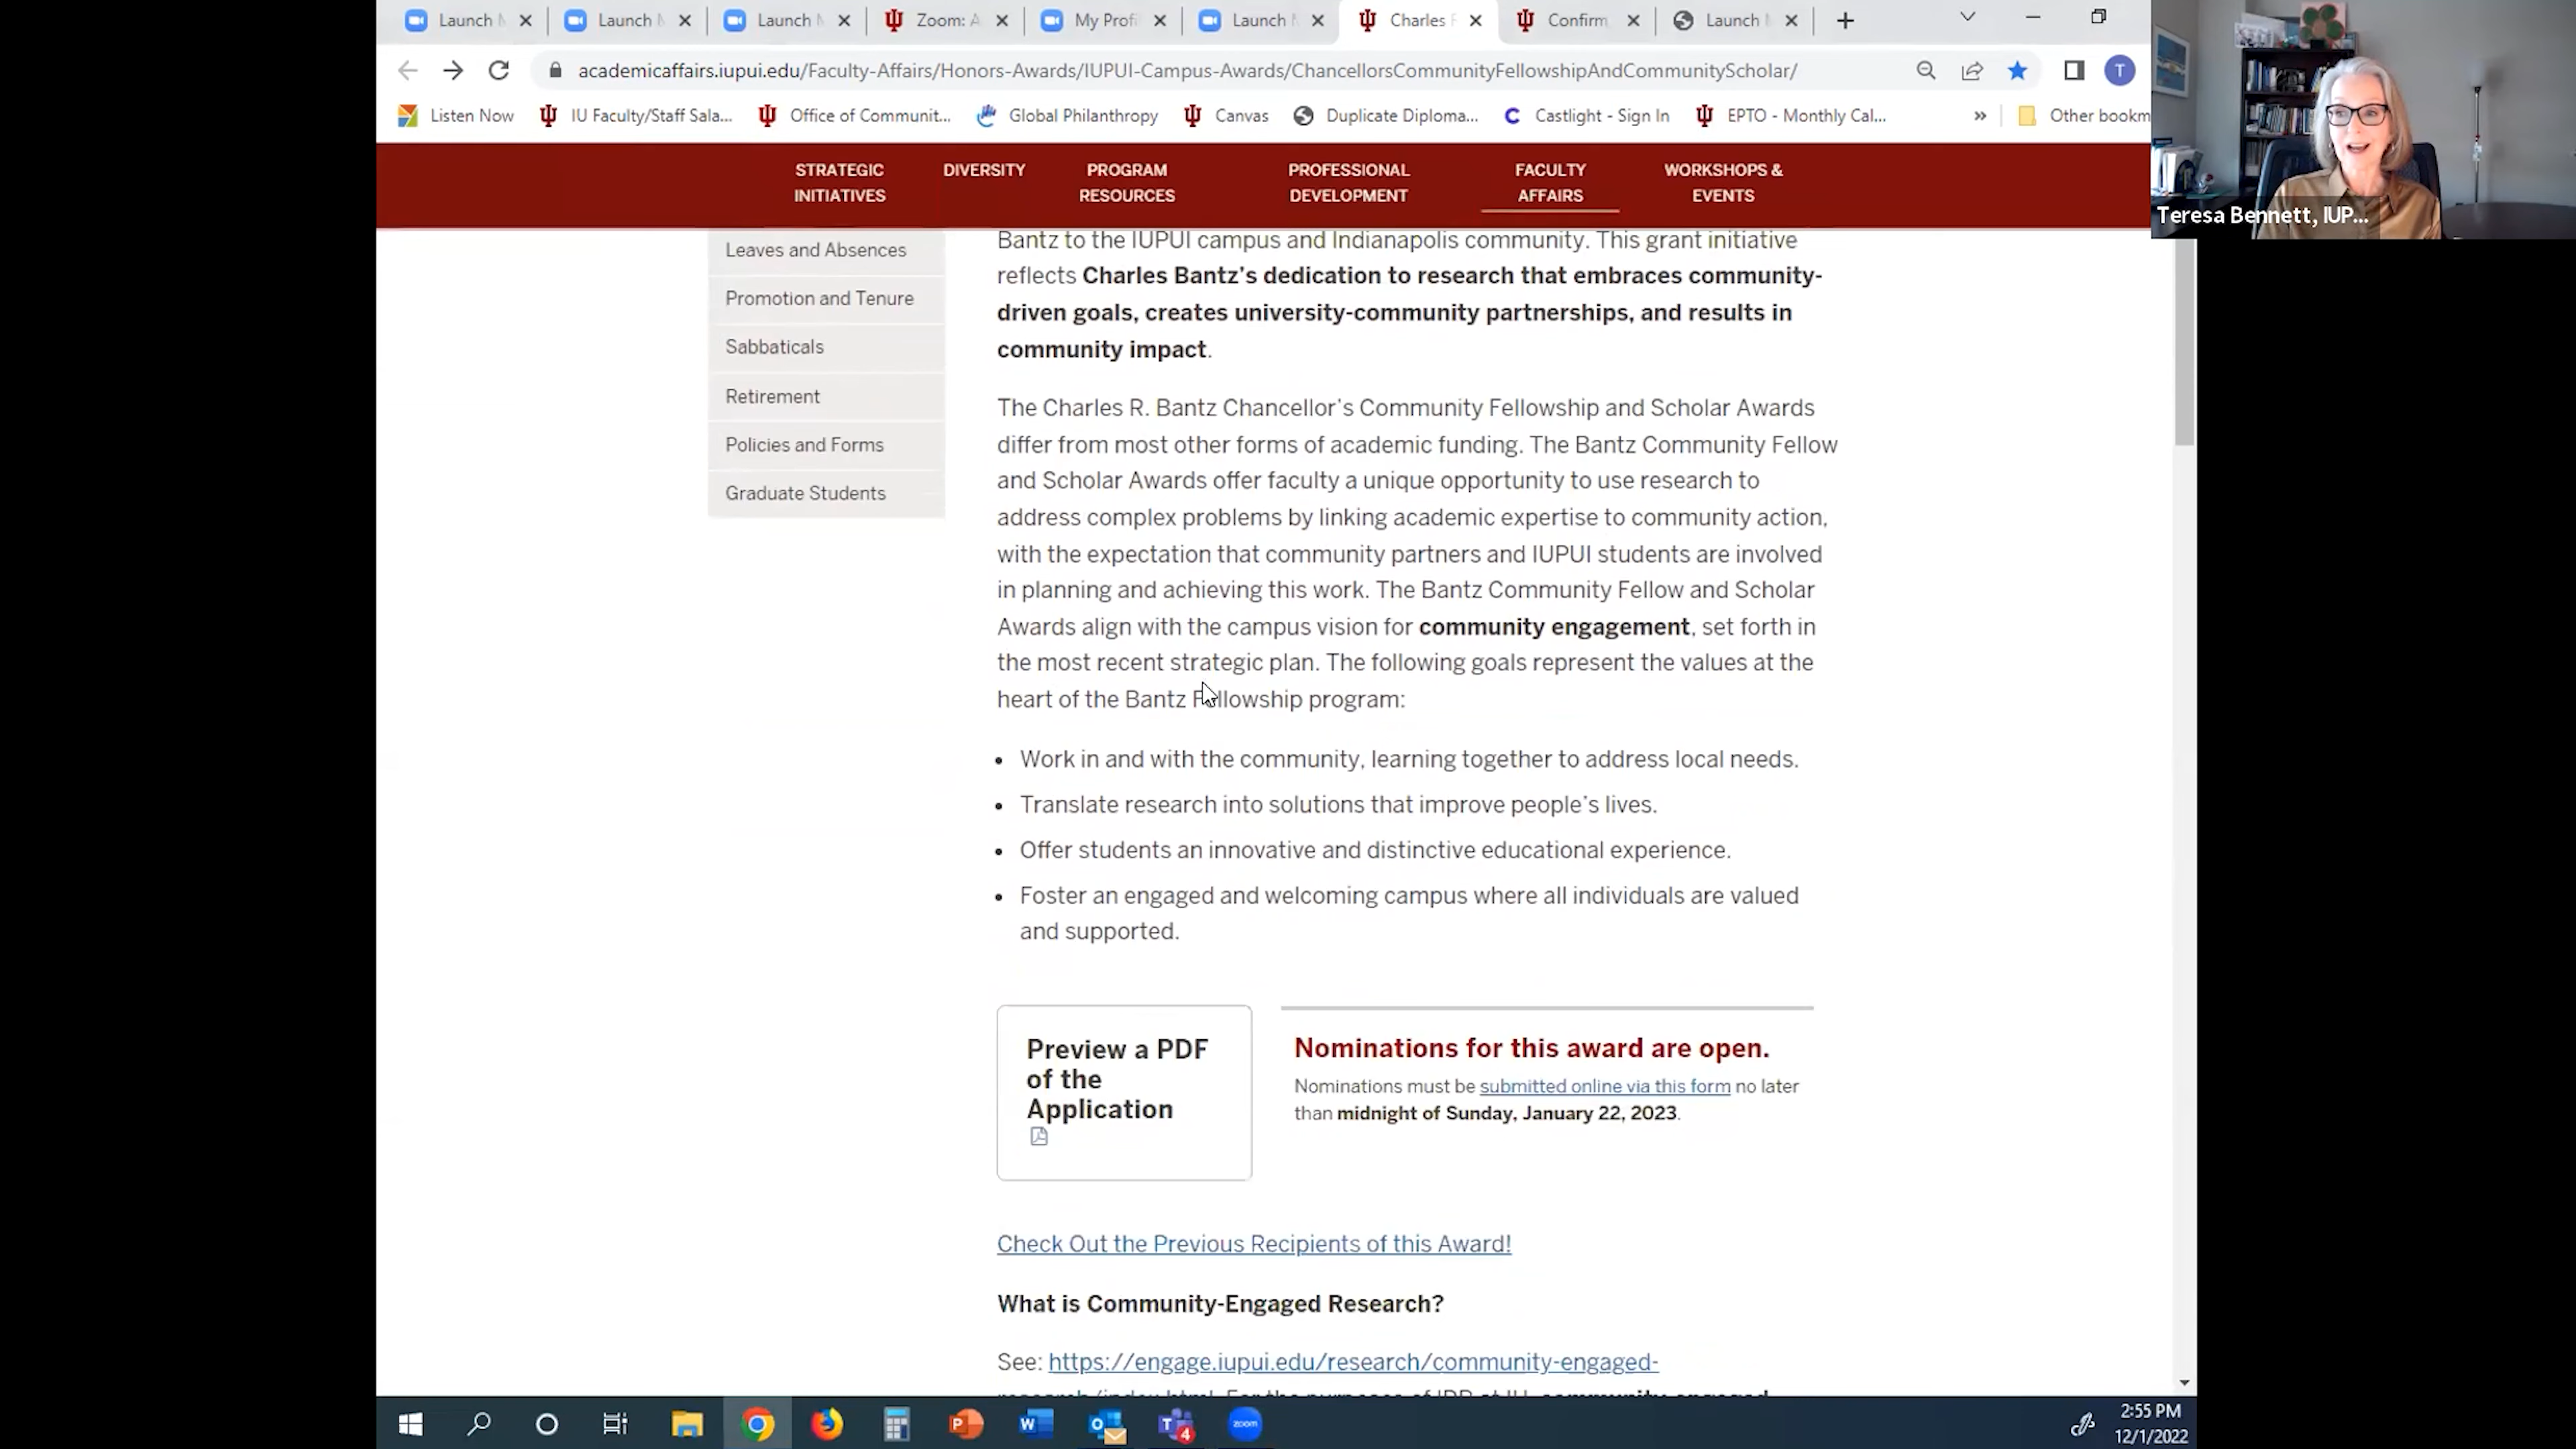 Launch
Launch
Launch
Zoom: A
My Profi
Launch
Charles
Confirm
Launch
academicaffairs.iupui.edu/Faculty-Affairs/Honors-Awards/IUPUI-Campus-Awards/ChancellorsCommunityFellowshipAndCommunityScholar/
T
Listen Now
IU Faculty/Staff Sala...
Office of Communit...
Global Philanthropy
Canvas
Duplicate Diploma...
Castlight - Sign In
EPTO - Monthly Cal...
»
Other bookm
Teresa Bennett, IUP...
STRATEGIC
INITIATIVES
DIVERSITY
PROGRAM
RESOURCES
PROFESSIONAL
DEVELOPMENT
FACULTY
AFFAIRS
WORKSHOPS &
EVENTS
Leaves and Absences
Promotion and Tenure
Sabbaticals
Retirement
Policies and Forms
Graduate Students
Bantz to the IUPUI campus and Indianapolis community. This grant initiative
reflects Charles Bantz's dedication to research that embraces community-
driven goals, creates university-community partnerships, and results in
community impact.
The Charles R. Bantz Chancellor's Community Fellowship and Scholar Awards
differ from most other forms of academic funding. The Bantz Community Fellow
and Scholar Awards offer faculty a unique opportunity to use research to
address complex problems by linking academic expertise to community action,
with the expectation that community partners and IUPUI students are involved
in planning and achieving this work. The Bantz Community Fellow and Scholar
Awards align with the campus vision for community engagement, set forth in
the most recent strategic plan. The following goals represent the values at the
heart of the Bantz Fellowship program:
• Work in and with the community, learning together to address local needs.
• Translate research into solutions that improve people's lives.
• Offer students an innovative and distinctive educational experience.
• Foster an engaged and welcoming campus where all individuals are valued
and supported.
Preview a PDF
of the
Application
Nominations for this award are open.
Nominations must be submitted online via this form no later
than midnight of Sunday, January 22, 2023.
Check Out the Previous Recipients of this Award!
What is Community-Engaged Research?
See: https://engage.iupui.edu/research/community-engaged-
research/index.html. For the purposes of IDP at IU, community-engaged
zoom
4
2:55 PM
12/1/2022